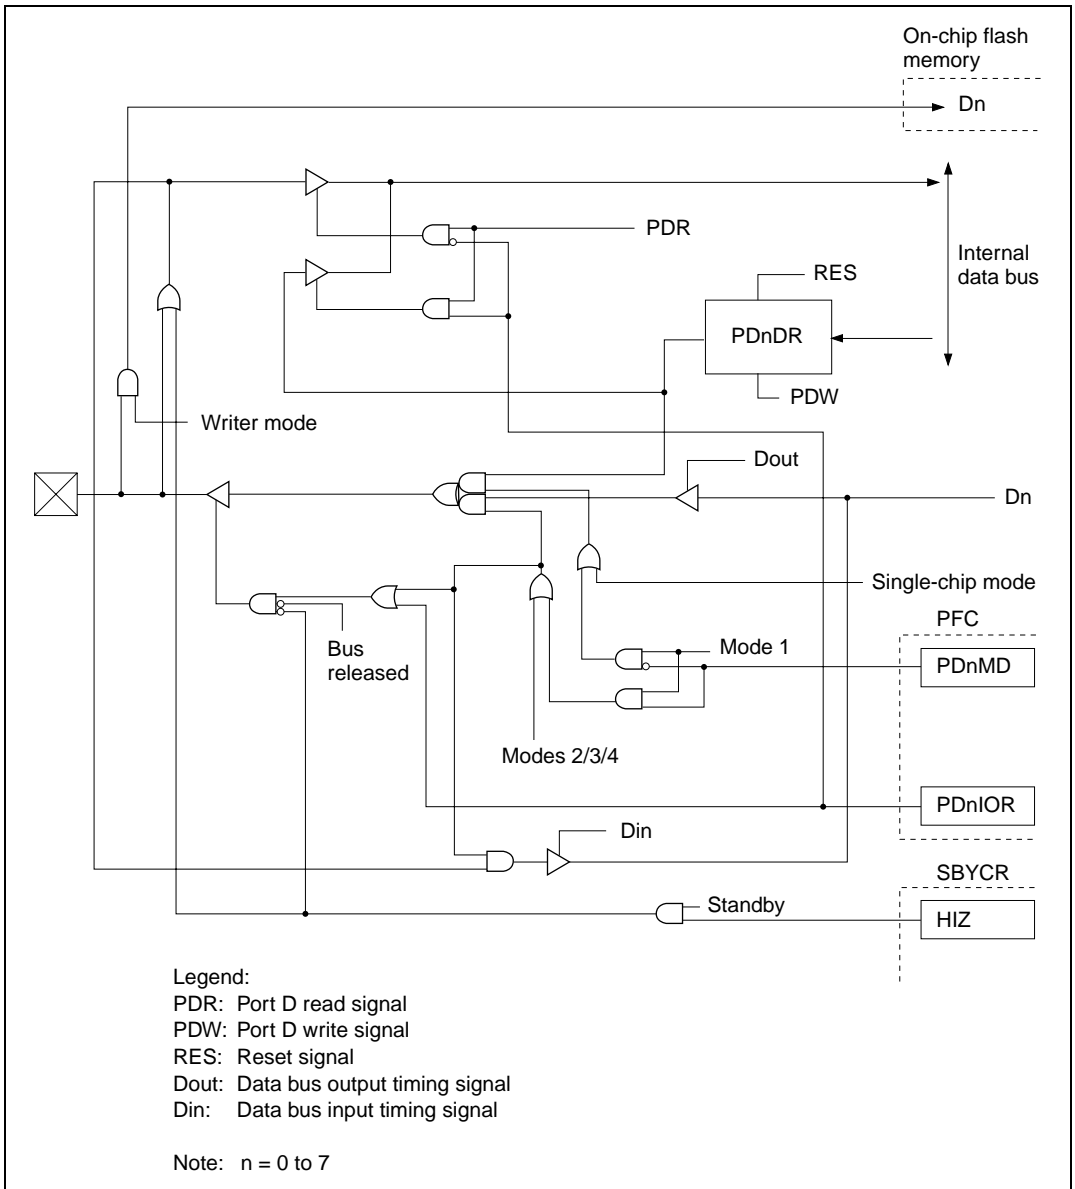 On-chip flash
memory
Dn
PDR
RES
Internal
data bus
PDnDR
PDW
Writer mode
Dout
Dn
Single-chip mode
PFC
Bus
released
Mode 1
PDnMD
Modes 2/3/4
PDnIOR
Din
SBYCR
Standby
HIZ
Legend:
PDR: Port D read signal
PDW: Port D write signal
RES: Reset signal
Dout: Data bus output timing signal
Din: Data bus input timing signal
Note: n = 0 to 7